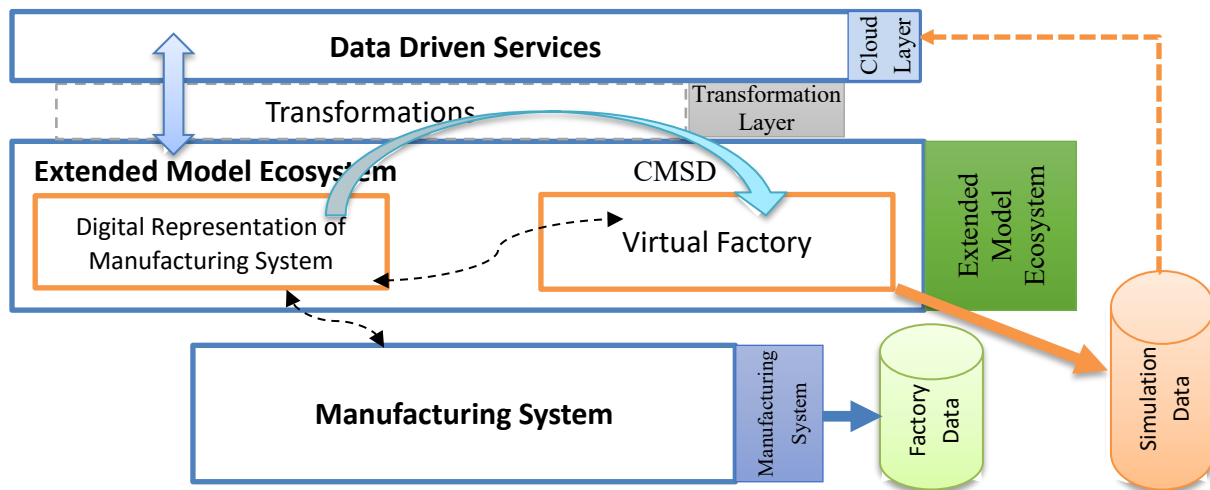 Data Driven Services
Cloud
Layer
Transformations
Transformation
Layer
Extended Model Ecosystem
CMSD
Digital Representation of
Manufacturing System
Virtual Factory
Extended
Model
Ecosystem
Manufacturing System
Manufacturing
System
Factory
Data
Simulation
Data